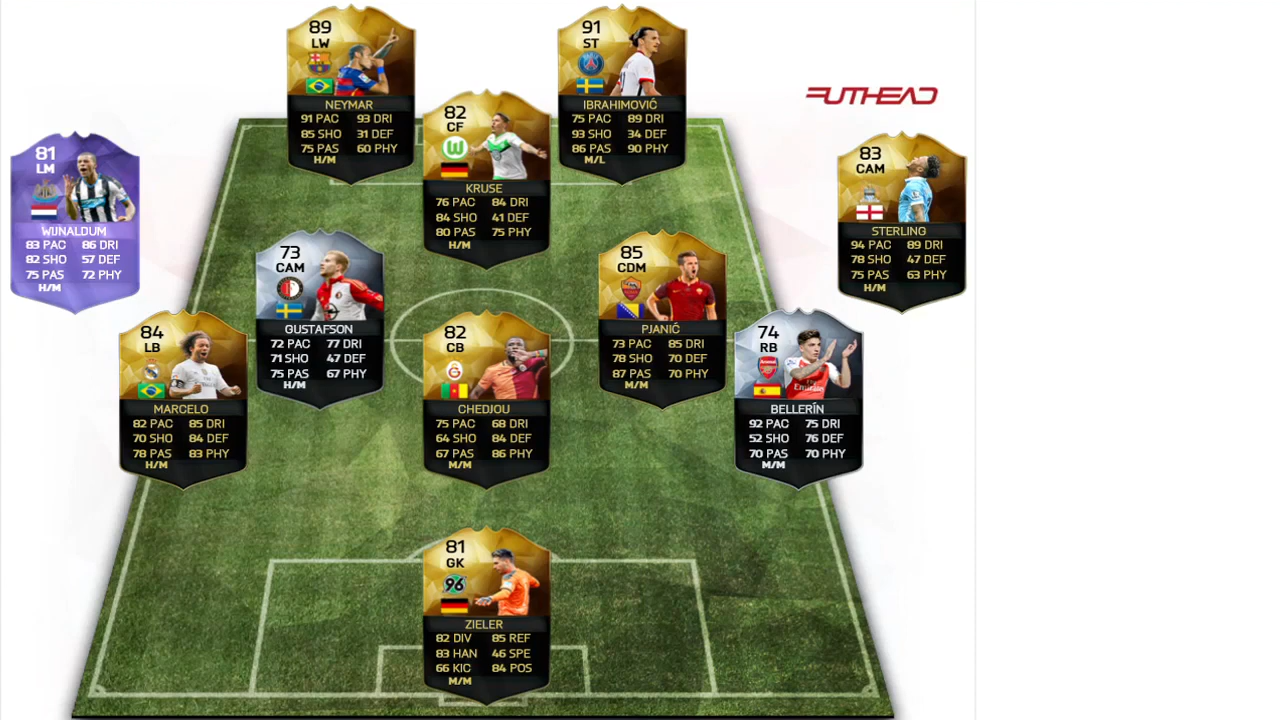 89
LW
NEYMAR
91 PAC 93 DRI
85 SHO 31 DEF
75 PAS 60 PHY
H/M
91
ST
IBRAHIMOVIĆ
75 PAC 89 DRI
93 SHO 34 DEF
86 PAS 90 PHY
M/L
FUTHEAD
82
CF
KRUSE
76 PAC 84 DRI
84 SHO 41 DEF
80 PAS 75 PHY
H/M
81
LM
WIJNALDUM
83 PAC 86 DRI
82 SHO 57 DEF
75 PAS 72 PHY
H/M
83
CAM
STERLING
94 PAC 89 DRI
78 SHO 47 DEF
75 PAS 63 PHY
H/M
73
CAM
GUSTAFSON
72 PAC 77 DRI
71 SHO 47 DEF
75 PAS 67 PHY
H/M
85
CDM
PJANIĆ
73 PAC 85 DRI
78 SHO 70 DEF
87 PAS 70 PHY
M/M
84
LB
MARCELO
82 PAC 85 DRI
70 SHO 84 DEF
78 PAS 83 PHY
H/M
82
CB
CHEDJOU
75 PAC 68 DRI
64 SHO 84 DEF
67 PAS 86 PHY
M/M
74
RB
Arsenal
Emirates
BELLERÍN
92 PAC 75 DRI
52 SHO 76 DEF
70 PAS 70 PHY
M/M
81
GK
96
ZIELER
82 DIV 85 REF
83 HAN 46 SPE
66 KIC 84 POS
M/M